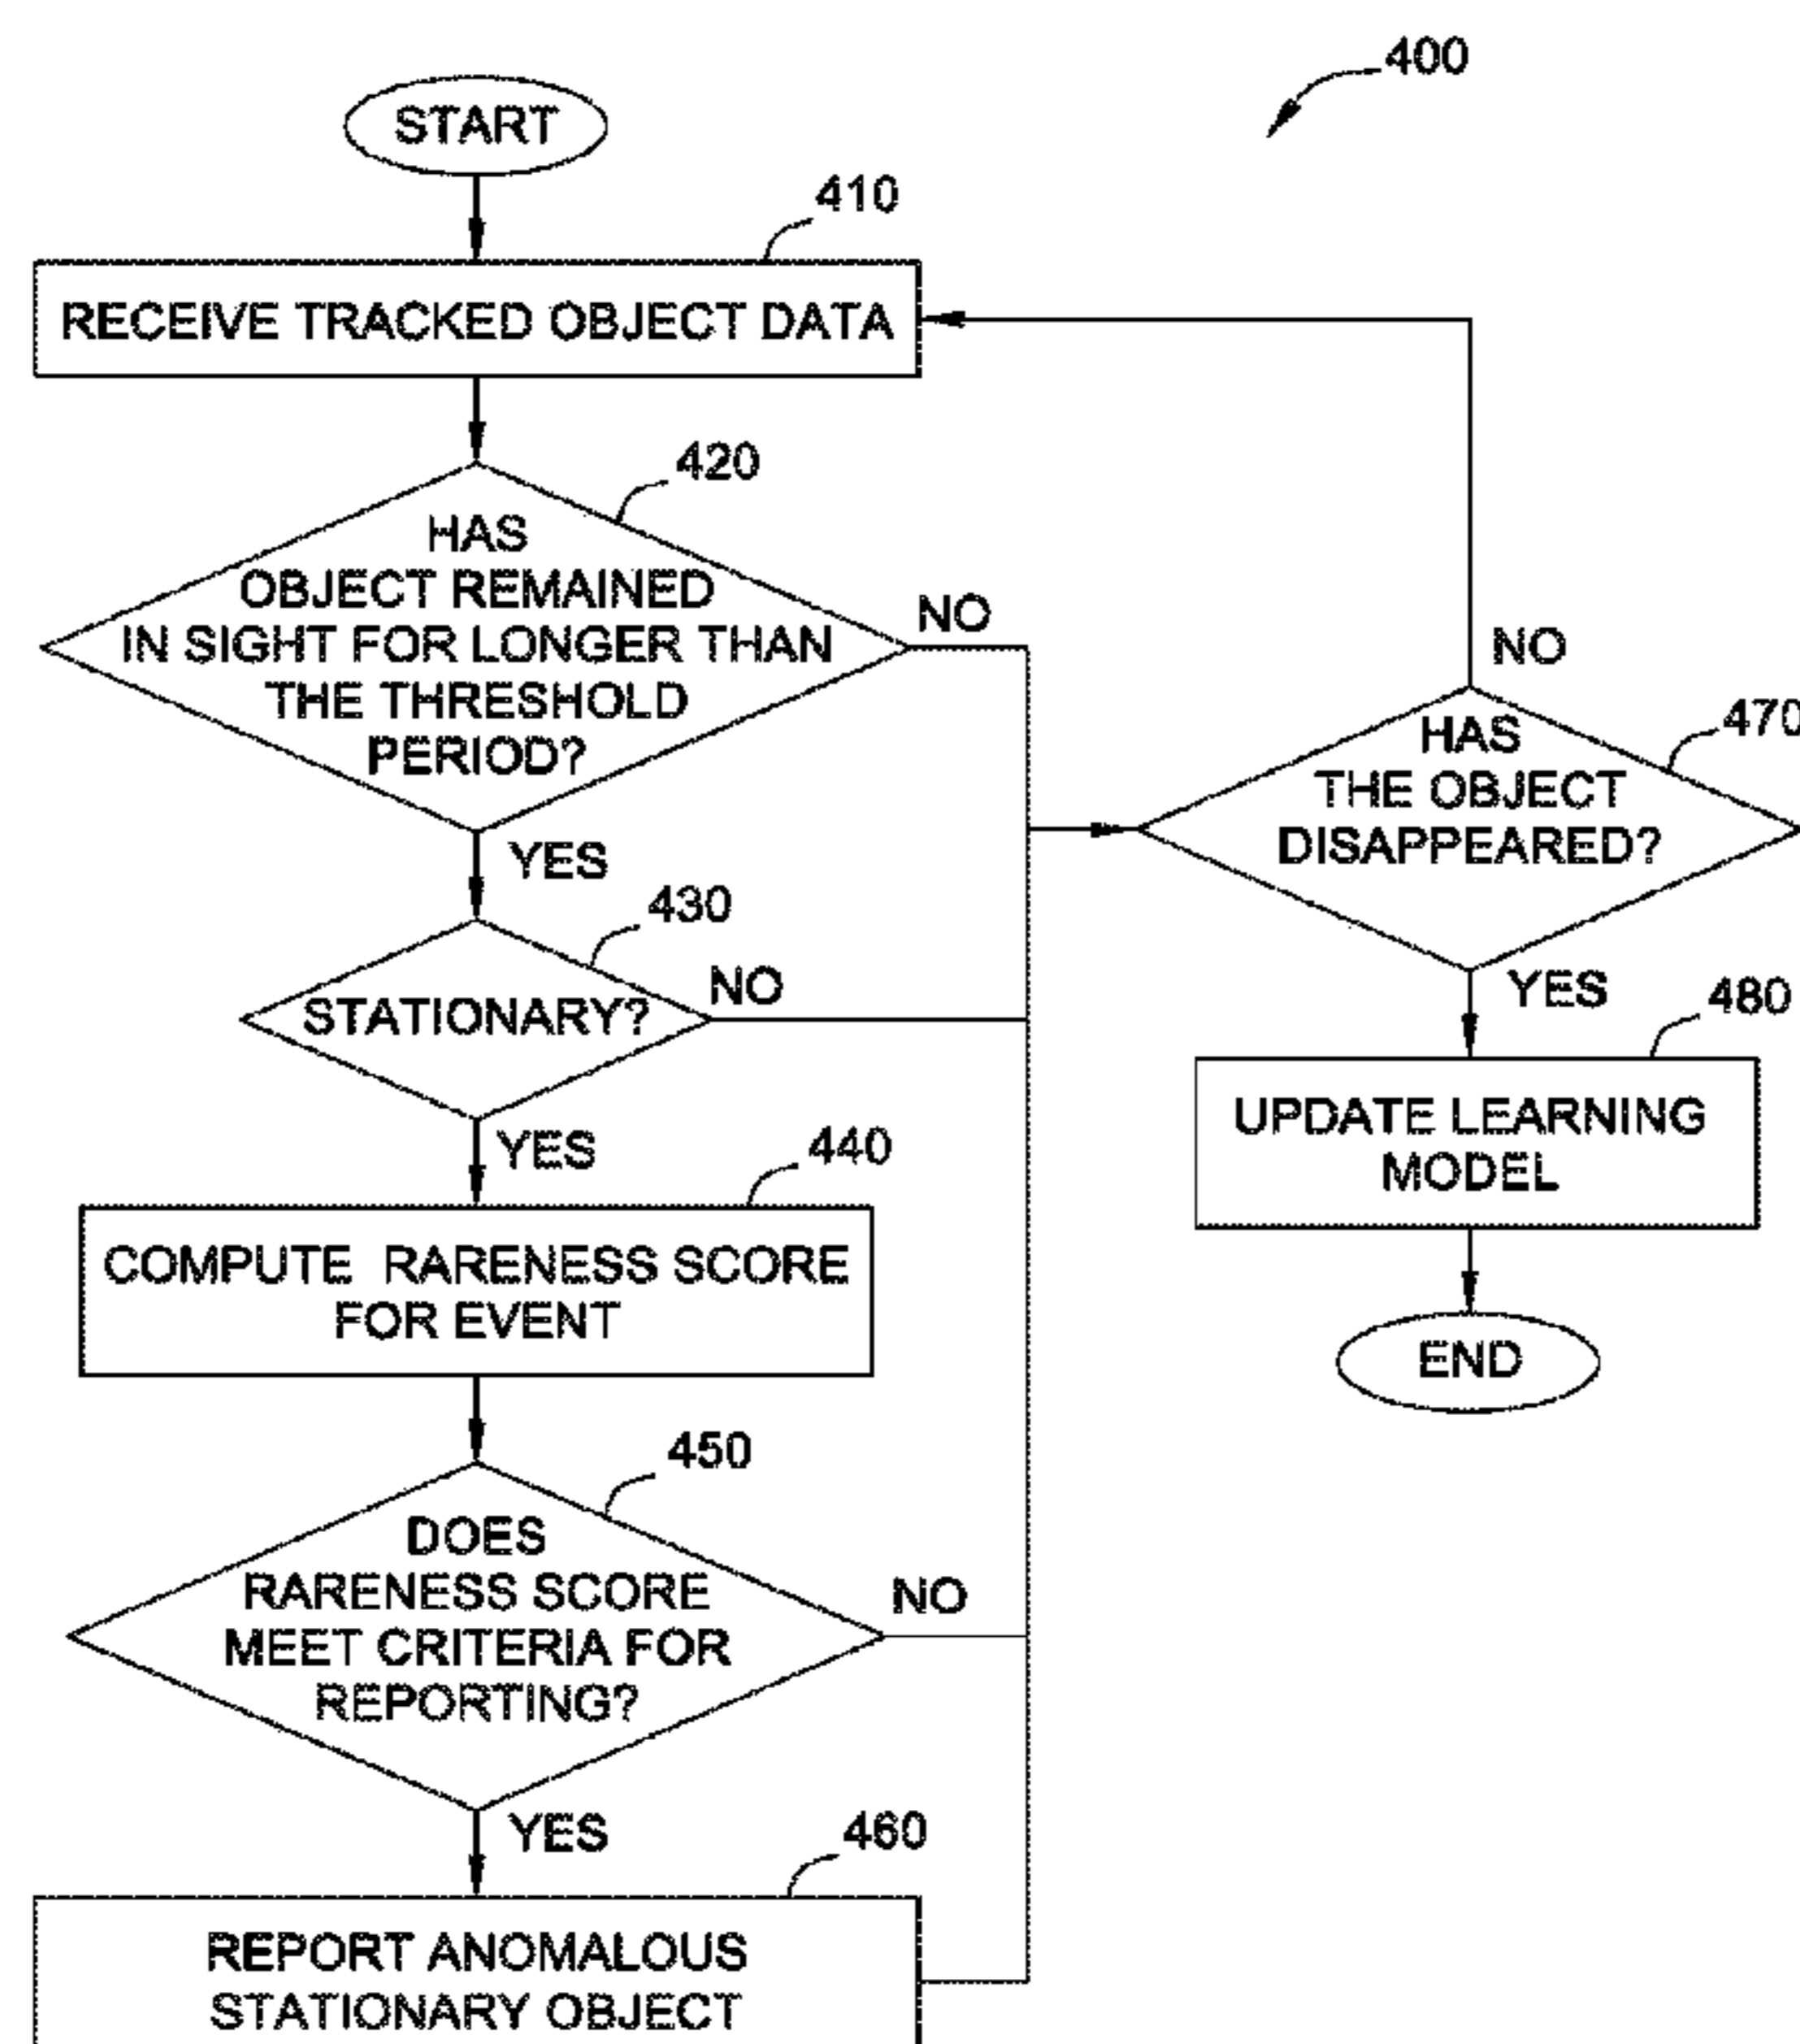 400
START
410
RECEIVE TRACKED OBJECT DATA
420
HAS
OBJECT REMAINED
IN SIGHT FOR LONGER THAN
THE THRESHOLD
PERIOD?
NO
YES
430
STATIONARY?
NO
YES
440
COMPUTE RARENESS SCORE
FOR EVENT
450
DOES
RARENESS SCORE
MEET CRITERIA FOR
REPORTING?
NO
YES
460
REPORT ANOMALOUS
STATIONARY OBJECT
NO
470
HAS
THE OBJECT
DISAPPEARED?
YES
480
UPDATE LEARNING
MODEL
END